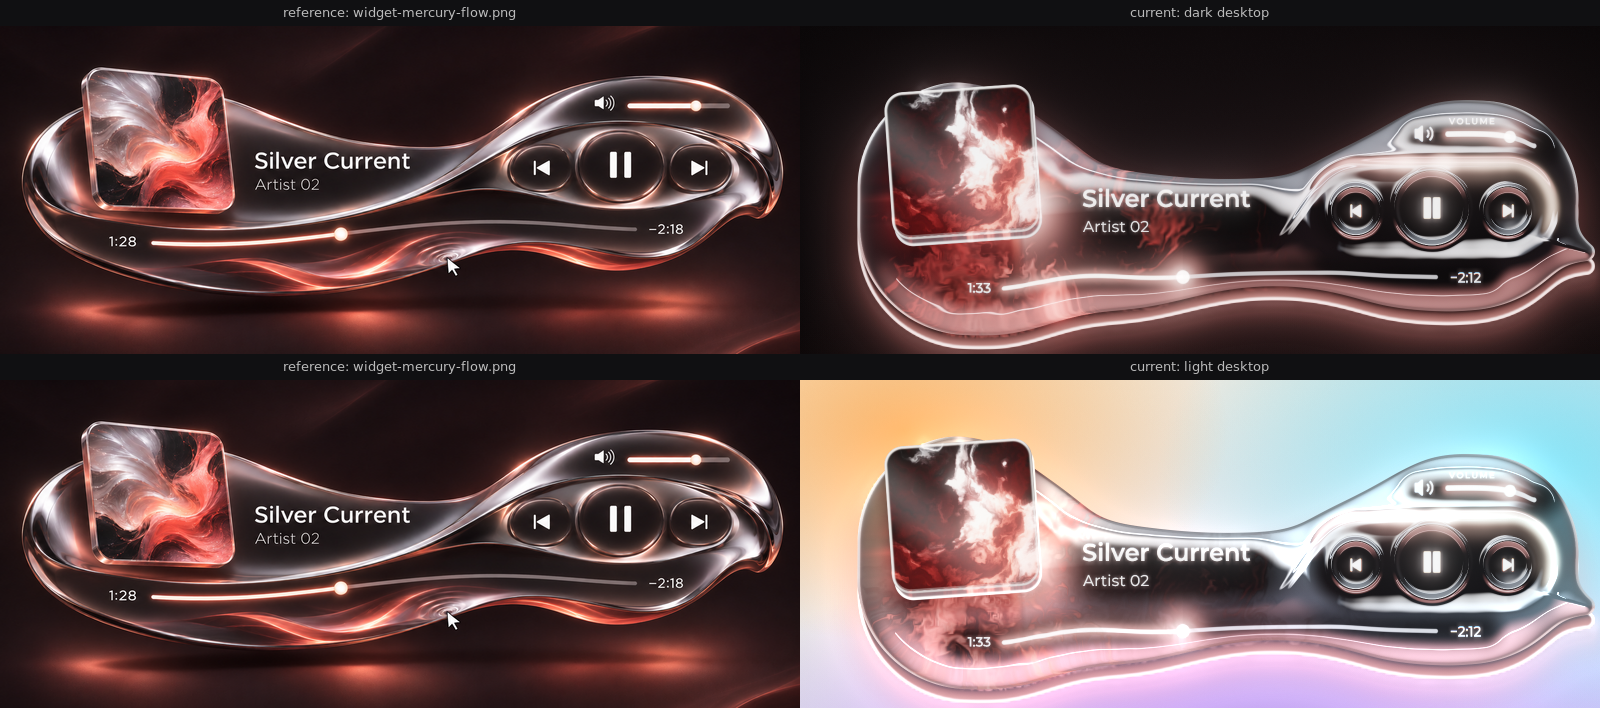 reference: widget-mercury-flow.png
current: dark desktop
Silver Current
Artist 02
1:28
−2:18
VOLUME
Silver Current
Artist 02
1:33
−2:12
reference: widget-mercury-flow.png
current: light desktop
Silver Current
Artist 02
1:28
−2:18
VOLUME
Silver Current
Artist 02
1:33
−2:12